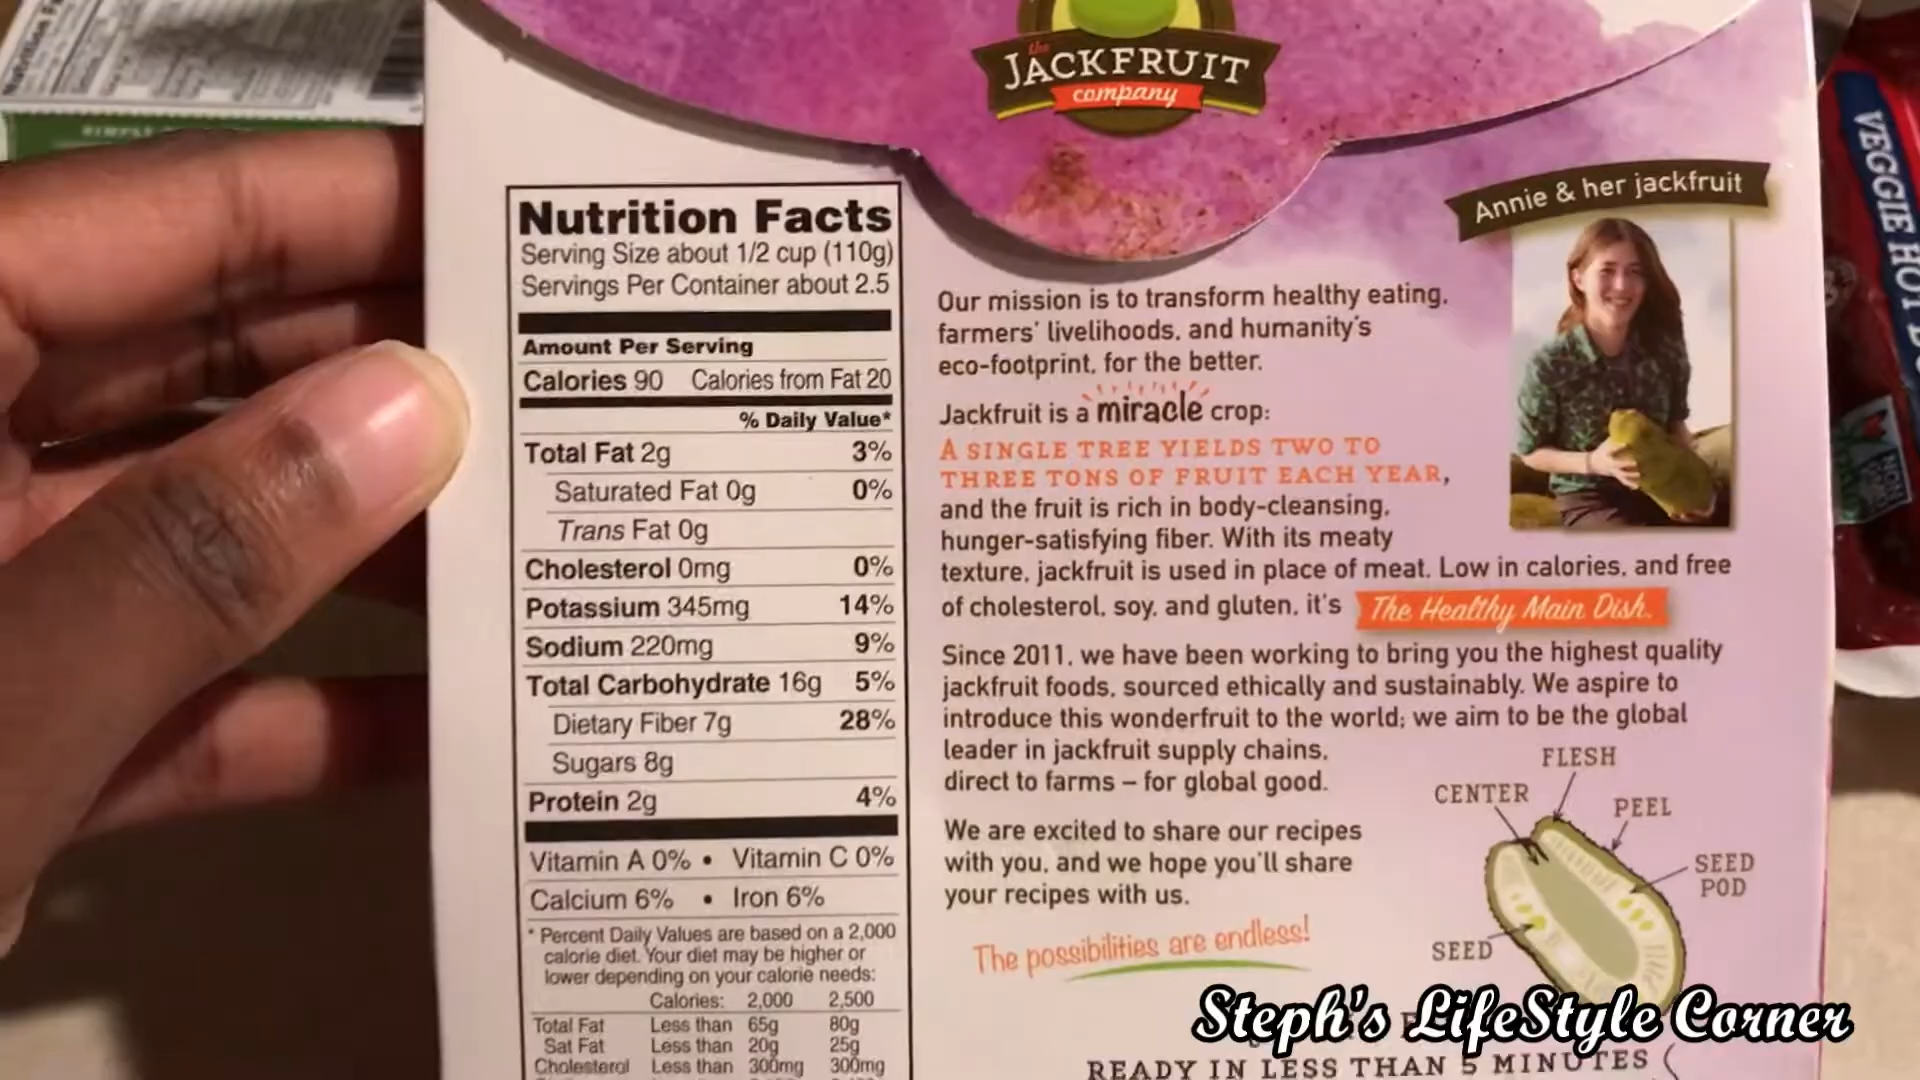 the
JACKFRUIT
company
Nutrition Facts
Serving Size about 1/2 cup (110g)
Servings Per Container about 2.5
Amount Per Serving
Calories 90 Calories from Fat 20
% Daily Value*
Total Fat 2g 3%
Saturated Fat 0g 0%
Trans Fat 0g
Cholesterol 0mg 0%
Potassium 345mg 14%
Sodium 220mg 9%
Total Carbohydrate 16g 5%
Dietary Fiber 7g 28%
Sugars 8g
Protein 2g 4%
Vitamin A 0% • Vitamin C 0%
Calcium 6% • Iron 6%
* Percent Daily Values are based on a 2,000
calorie diet. Your diet may be higher or
lower depending on your calorie needs:
Calories: 2,000 2,500
Total Fat Less than 65g 80g
Sat Fat Less than 20g 25g
Cholesterol Less than 300mg 300mg
Annie & her jackfruit
Our mission is to transform healthy eating,
farmers' livelihoods, and humanity's
eco-footprint, for the better.
Jackfruit is a miracle crop:
A SINGLE TREE YIELDS TWO TO
THREE TONS OF FRUIT EACH YEAR,
and the fruit is rich in body-cleansing,
hunger-satisfying fiber. With its meaty
texture, jackfruit is used in place of meat. Low in calories, and free
of cholesterol, soy, and gluten, it's The Healthy Main Dish.
Since 2011, we have been working to bring you the highest quality
jackfruit foods, sourced ethically and sustainably. We aspire to
introduce this wonderfruit to the world; we aim to be the global
leader in jackfruit supply chains,
direct to farms – for global good.
We are excited to share our recipes
with you, and we hope you'll share
your recipes with us.
The possibilities are endless!
FLESH
CENTER
PEEL
SEED
POD
SEED
Steph's LifeStyle Corner
READY IN LESS THAN 5 MINUTES
VEGGIE HOT
NON
GMO